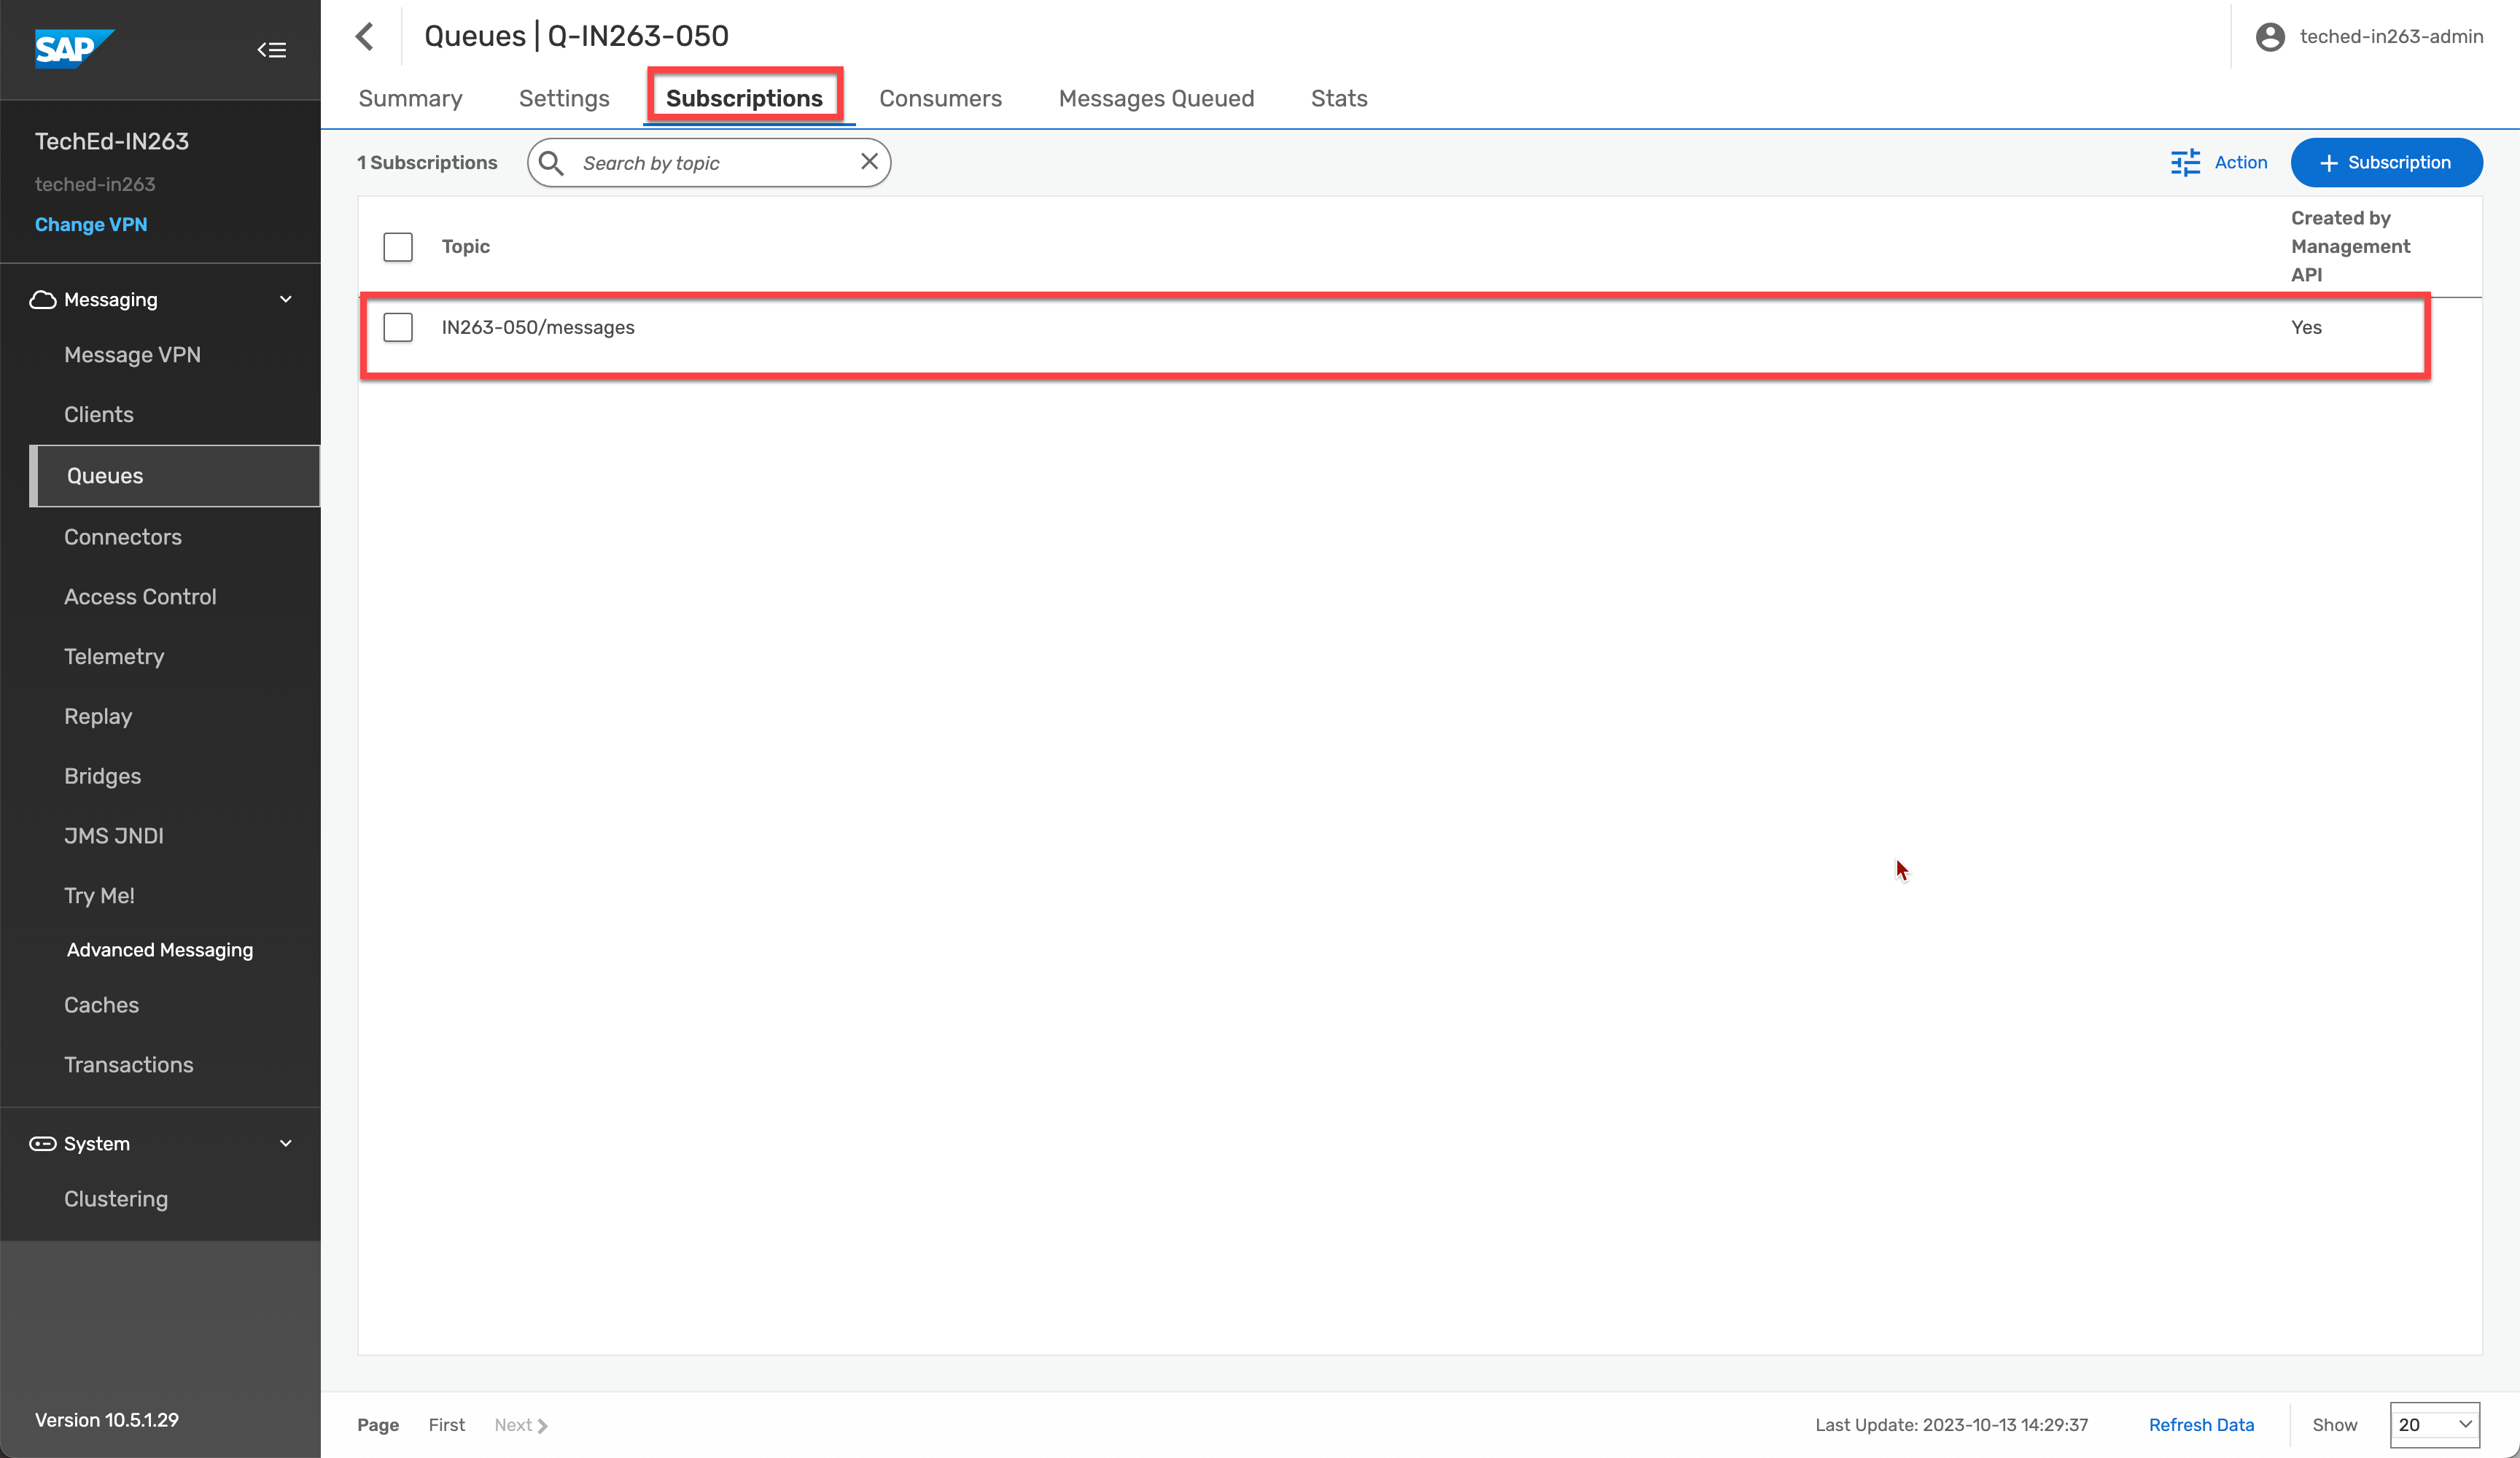 SAP
TechEd-IN263
teched-in263
Change VPN
Messaging
Message VPN
Clients
Queues
Connectors
Access Control
Telemetry
Replay
Bridges
JMS JNDI
Try Me!
Advanced Messaging
Caches
Transactions
System
Clustering
Version 10.5.1.29
Queues | Q-IN263-050
teched-in263-admin
Summary Settings Subscriptions Consumers Messages Queued Stats
1 Subscriptions Search by topic Action + Subscription
Topic Created by
Management
API
IN263-050/messages Yes
Page First Next Last Update: 2023-10-13 14:29:37 Refresh Data Show 20